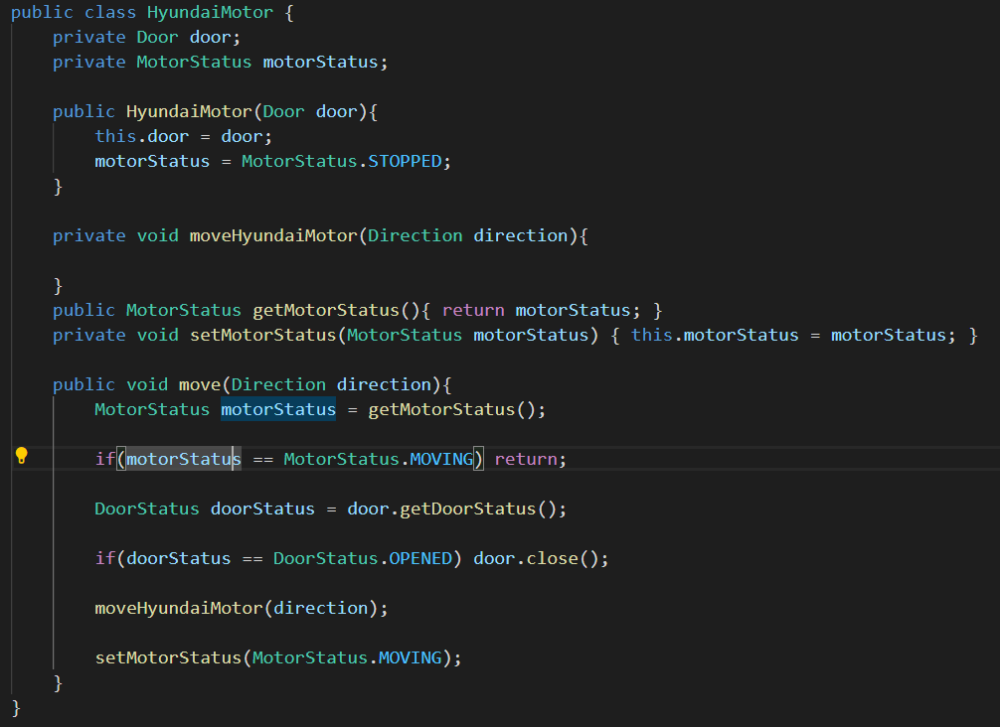 public class HyundaiMotor {
    private Door door;
    private MotorStatus motorStatus;

    public HyundaiMotor(Door door){
        this.door = door;
        motorStatus = MotorStatus.STOPPED;
    }

    private void moveHyundaiMotor(Direction direction){

    }
    public MotorStatus getMotorStatus(){ return motorStatus; }
    private void setMotorStatus(MotorStatus motorStatus) { this.motorStatus = motorStatus; }

    public void move(Direction direction){
        MotorStatus motorStatus = getMotorStatus();

        if(motorStatus == MotorStatus.MOVING) return;

        DoorStatus doorStatus = door.getDoorStatus();

        if(doorStatus == DoorStatus.OPENED) door.close();

        moveHyundaiMotor(direction);

        setMotorStatus(MotorStatus.MOVING);
    }
}